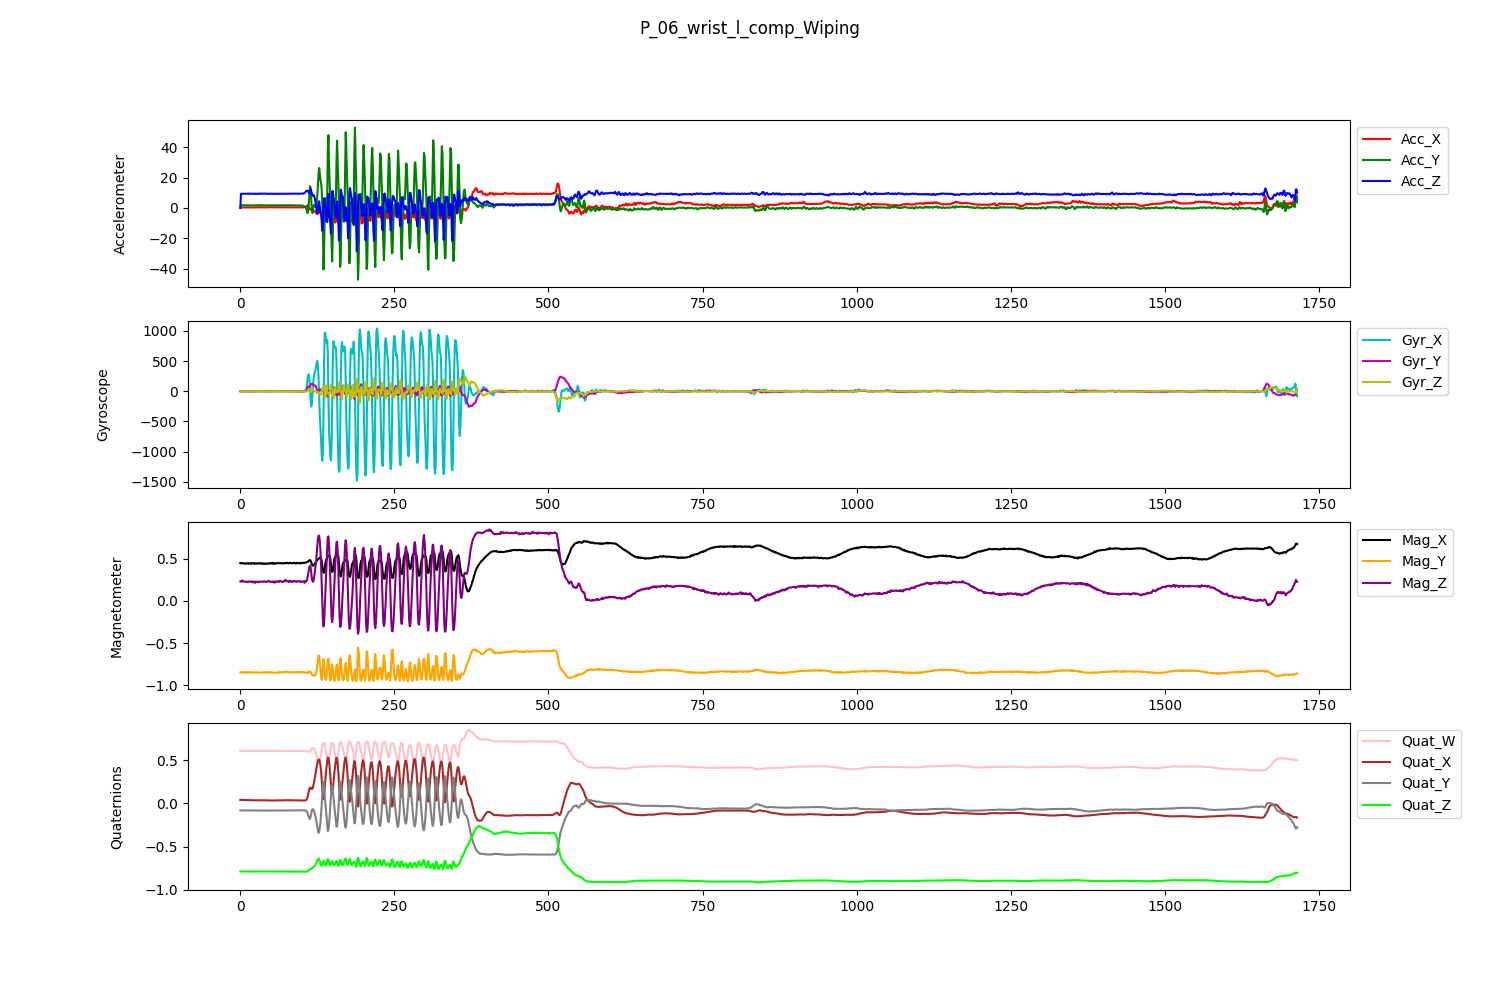 P_06_wrist_l_comp_Wiping
Accelerometer
40
20
0
−20
−40
0 250 500 750 1000 1250 1500 1750
Acc_X
Acc_Y
Acc_Z
Gyroscope
1000
500
0
−500
−1000
−1500
0 250 500 750 1000 1250 1500 1750
Gyr_X
Gyr_Y
Gyr_Z
Magnetometer
0.5
0.0
−0.5
−1.0
0 250 500 750 1000 1250 1500 1750
Mag_X
Mag_Y
Mag_Z
Quaternions
0.5
0.0
−0.5
−1.0
0 250 500 750 1000 1250 1500 1750
Quat_W
Quat_X
Quat_Y
Quat_Z